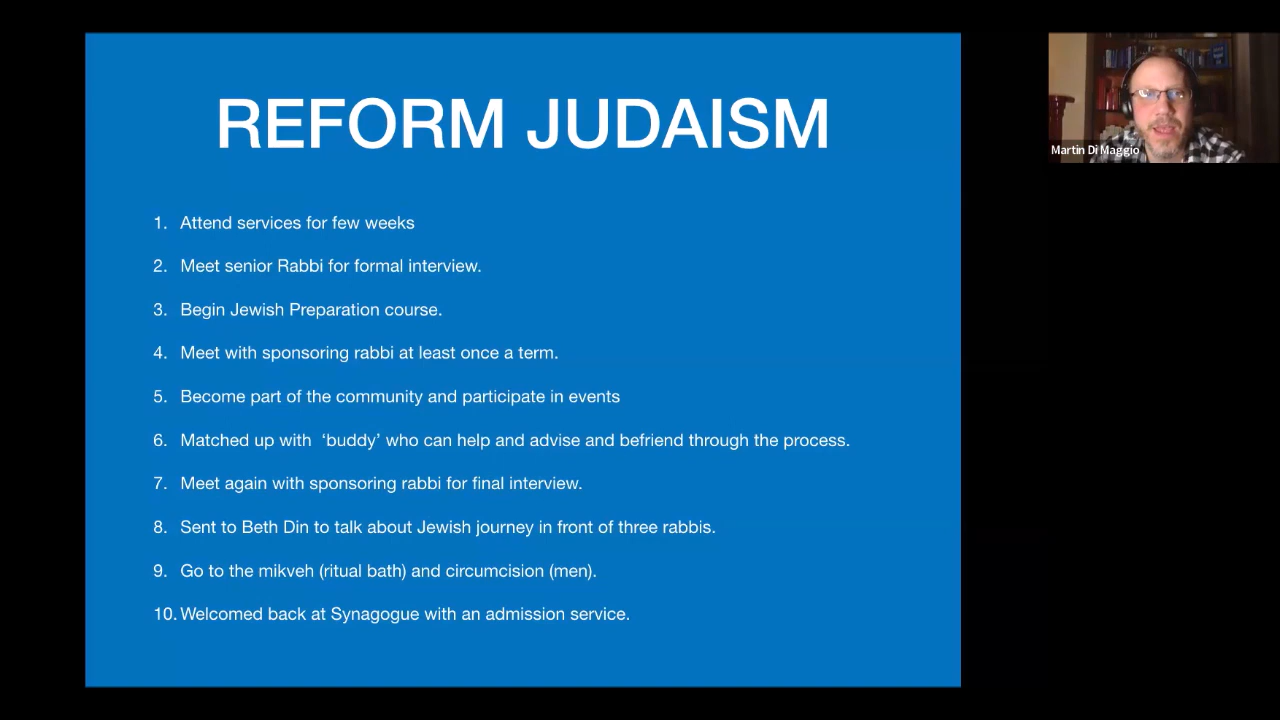 REFORM JUDAISM
1. Attend services for few weeks
2. Meet senior Rabbi for formal interview.
3. Begin Jewish Preparation course.
4. Meet with sponsoring rabbi at least once a term.
5. Become part of the community and participate in events
6. Matched up with  ‘buddy’ who can help and advise and befriend through the process.
7. Meet again with sponsoring rabbi for final interview.
8. Sent to Beth Din to talk about Jewish journey in front of three rabbis.
9. Go to the mikveh (ritual bath) and circumcision (men).
10. Welcomed back at Synagogue with an admission service.
Martin Di Maggio